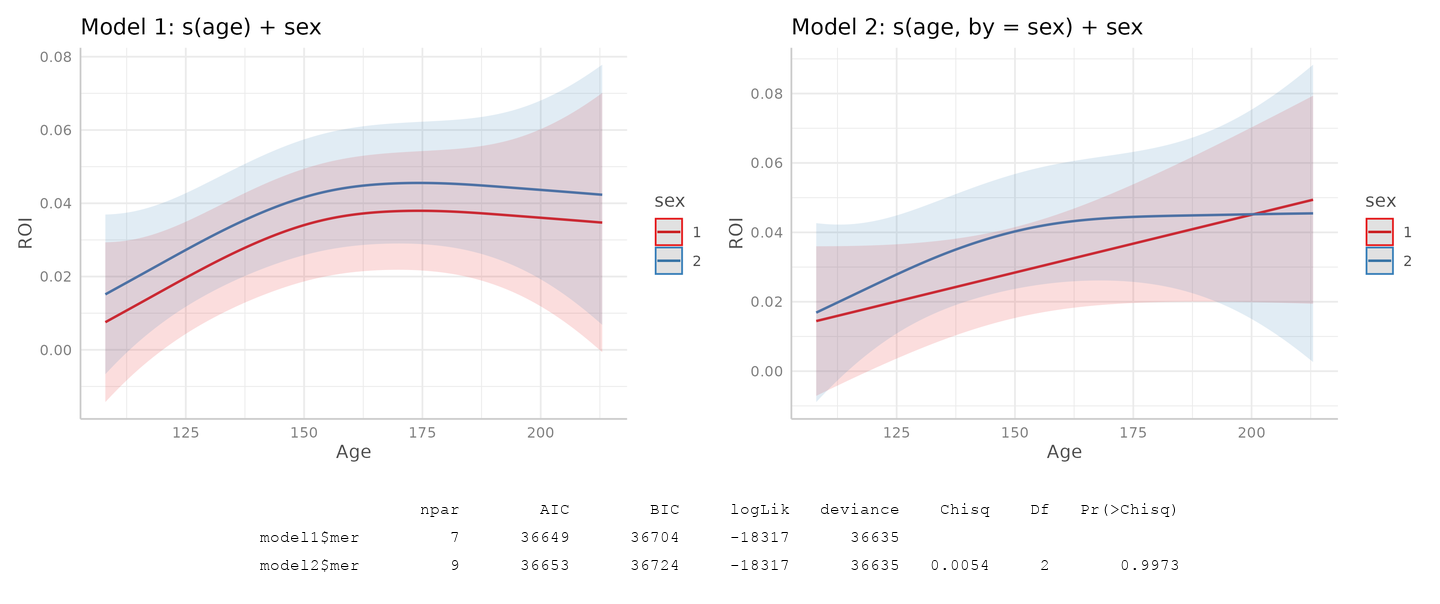 Model 1: s(age) + sex
0.08
0.06
0.04
0.02
0.00
ROI
125 150 175 200
Age
sex
1
2
Model 2: s(age, by = sex) + sex
0.08
0.06
0.04
0.02
0.00
ROI
125 150 175 200
Age
sex
1
2
npar AIC BIC logLik deviance Chisq Df Pr(>Chisq)
model1$mer 7 36649 36704 -18317 36635
model2$mer 9 36653 36724 -18317 36635 0.0054 2 0.9973